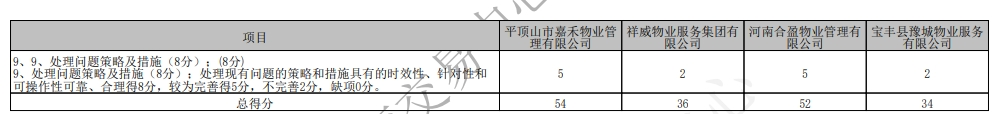 项目
平顶山市嘉禾物业管理有限公司
祥威物业服务集团有限公司
河南合盈物业管理有限公司
宝丰县豫城物业服务有限公司
9、9、处理问题策略及措施（8分）；(8分)
9、处理问题策略及措施（8分）；处理现有问题的策略和措施具有的时效性、针对性和
可操作性可靠、合理得8分，较为完善得5分，不完善2分，缺项0分。
5
2
5
2
总得分
54
36
52
34
交易中心
心